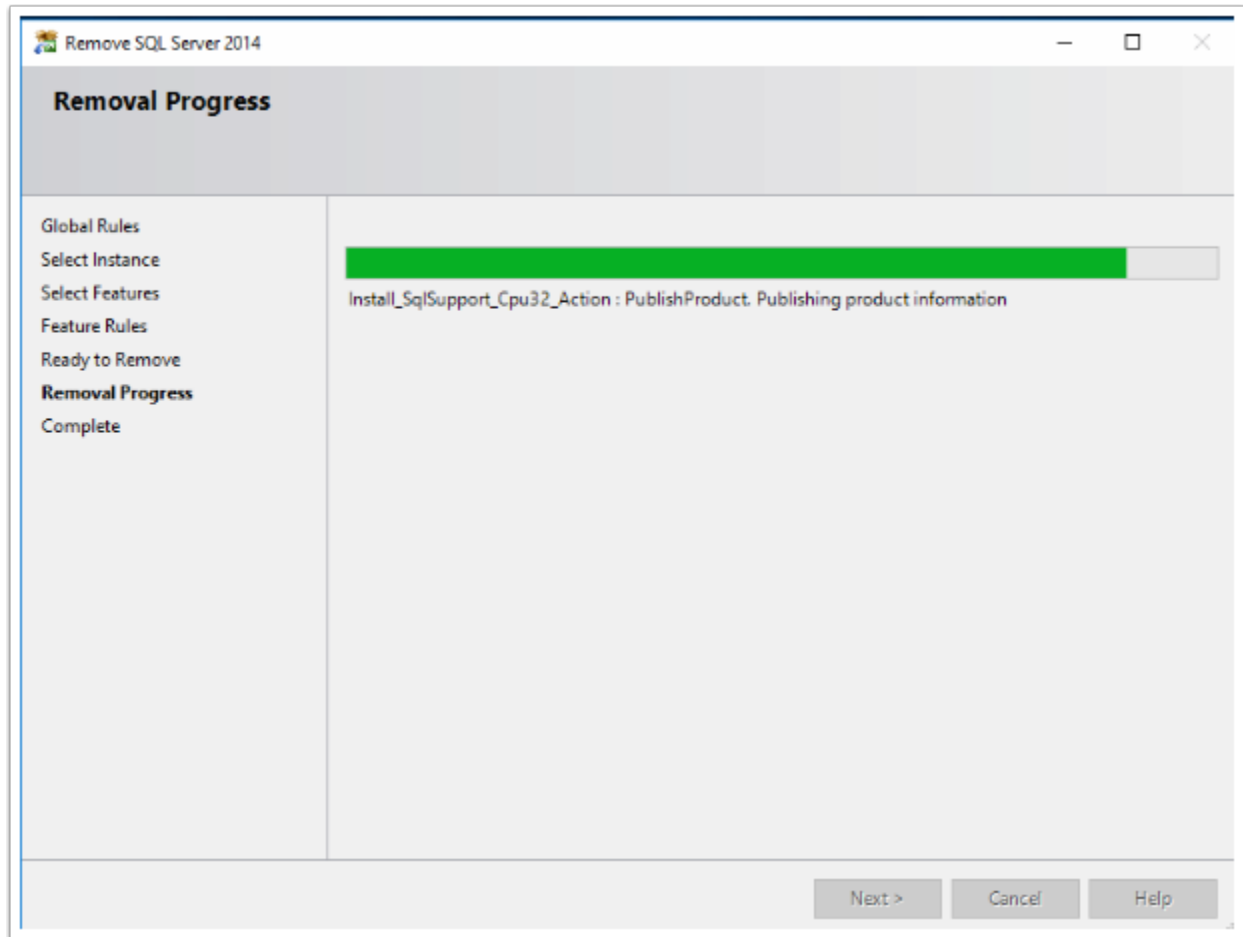 Remove SQL Server 2014
Removal Progress
Global Rules
Select Instance
Select Features
Feature Rules
Ready to Remove
Removal Progress
Complete
Install_SqlSupport_Cpu32_Action : PublishProduct. Publishing product information
Next >
Cancel
Help